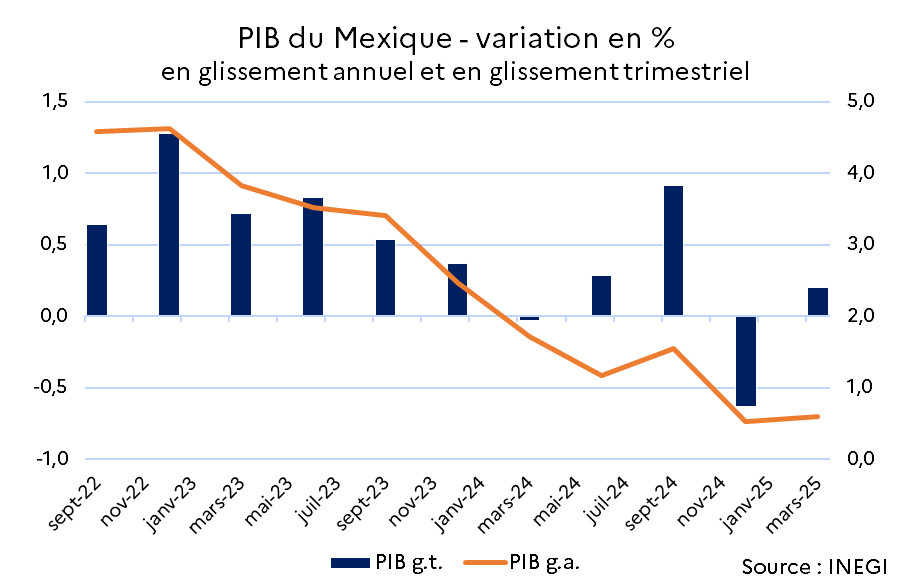 PIB du Mexique - variation en %
en glissement annuel et en glissement trimestriel
1,5
5,0
1,0
4,0
0,5
3,0
0,0
2,0
-0,5
1,0
-1,0
0,0
sept-22
nov-22
janv-23
mars-23
mai-23
juil-23
sept-23
nov-23
janv-24
mars-24
mai-24
juil-24
sept-24
nov-24
janv-25
mars-25
PIB g.t.
PIB g.a.
Source : INEGI